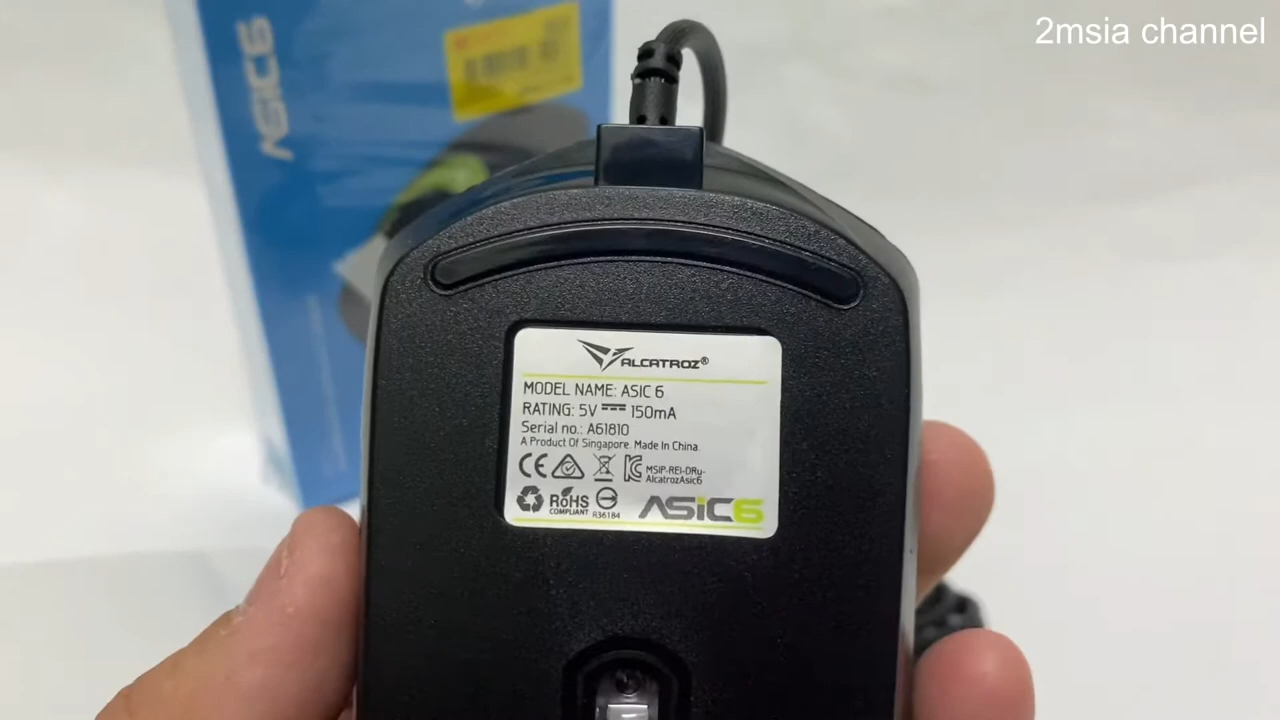 2msia channel
ASiC6
ALCATROZ®
MODEL NAME: ASIC 6
RATING: 5V 150mA
Serial no.: A61810
A Product Of Singapore. Made In China.
CE
MSIP-REI-DRu-
AlcatrozAsic6
RoHS
COMPLIANT
R36184
ASiC6